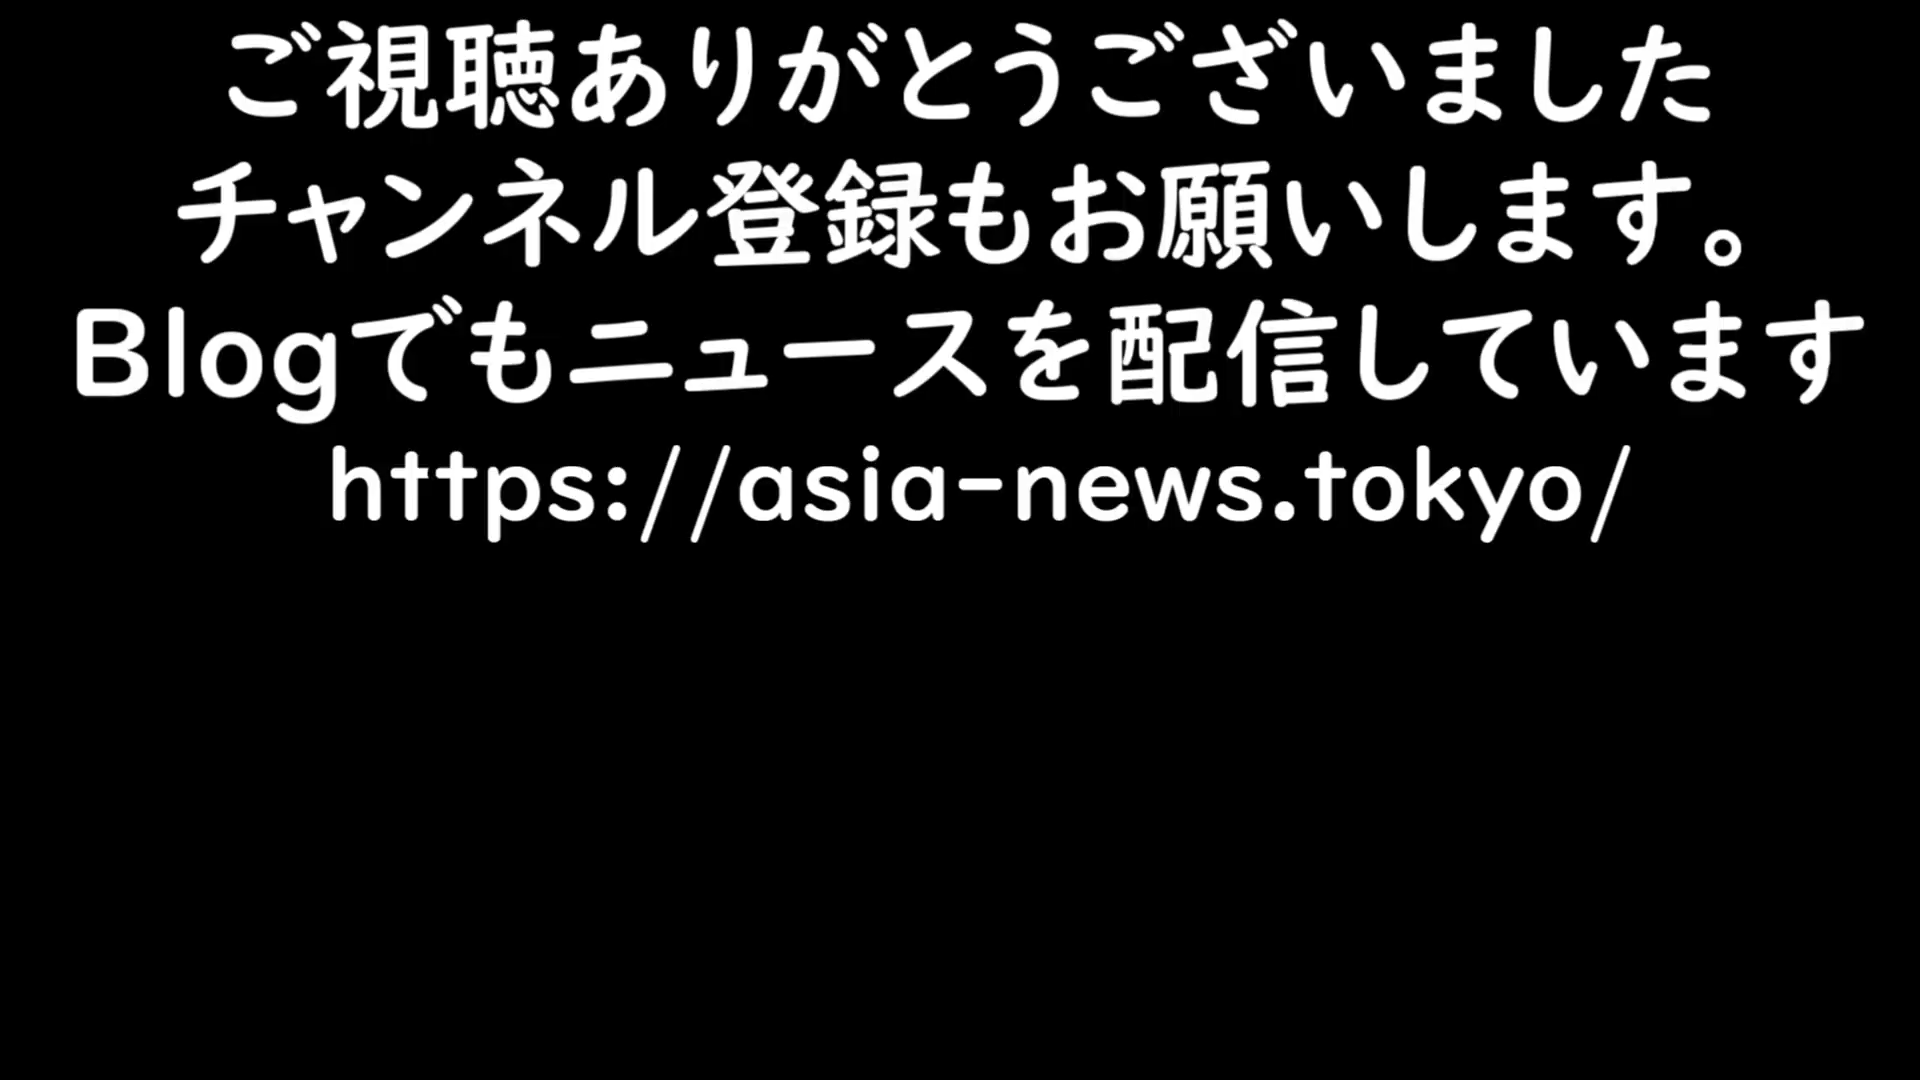 ご視聴ありがとうございました
チャンネル登録もお願いします。
Blogでもニュースを配信しています
https://asia-news.tokyo/